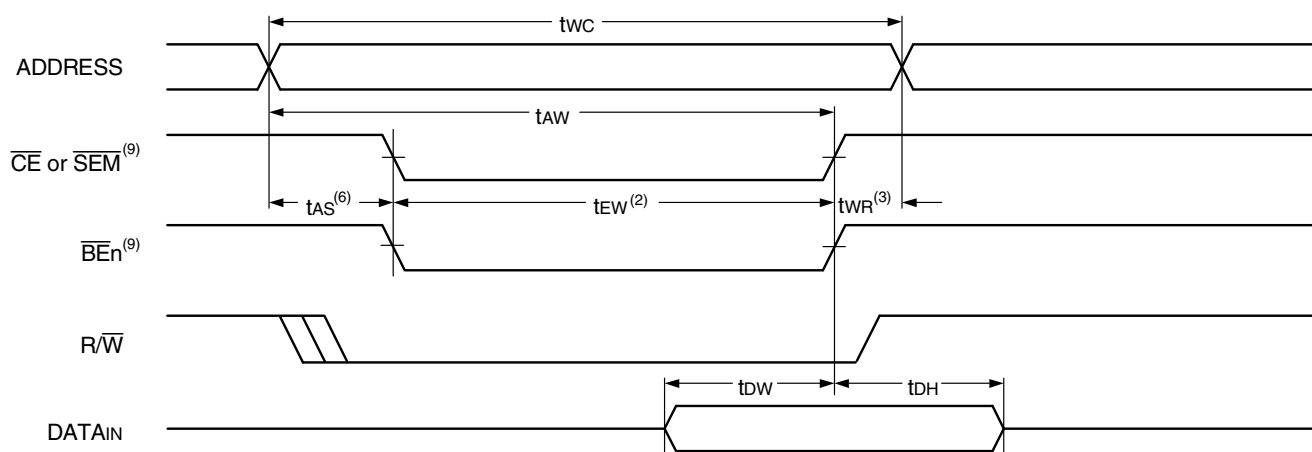 tWC
ADDRESS
tAW
CE or SEM(9)
tAS(6) tEW(2) tWR(3)
BEn(9)
R/W
tDW tDH
DATAIN